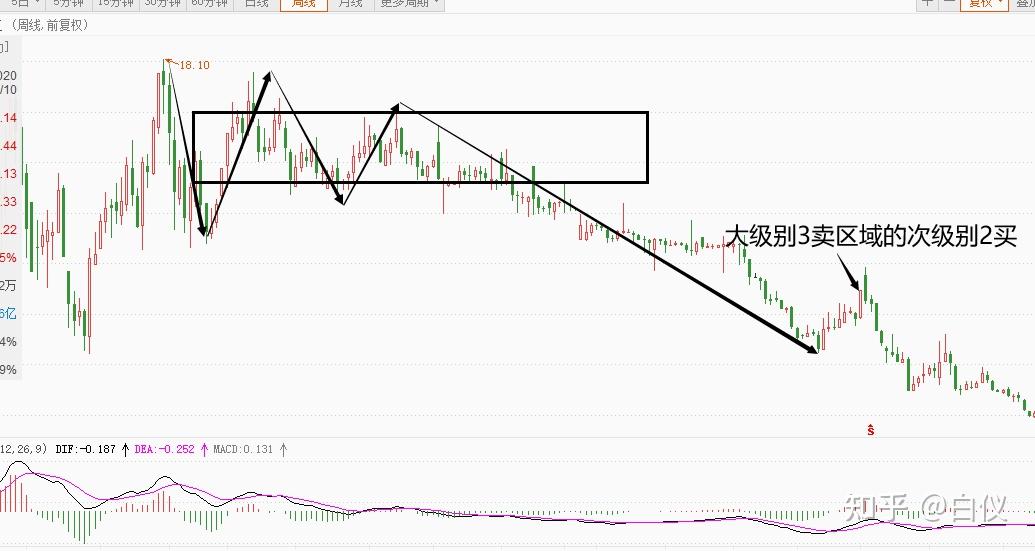 5日 5分钟 15分钟 30分钟 60分钟 日线 周线 月线 更多周期 复权 叠加
(周线,前复权)
18.10
020
/10
.14
.44
.13
.33
.22
5%
2万
6亿
4%
9%
大级别3卖区域的次级别2买
S
12,26,9) DIF:-0.187 DEA:-0.252 MACD:0.131
知乎 @白仪